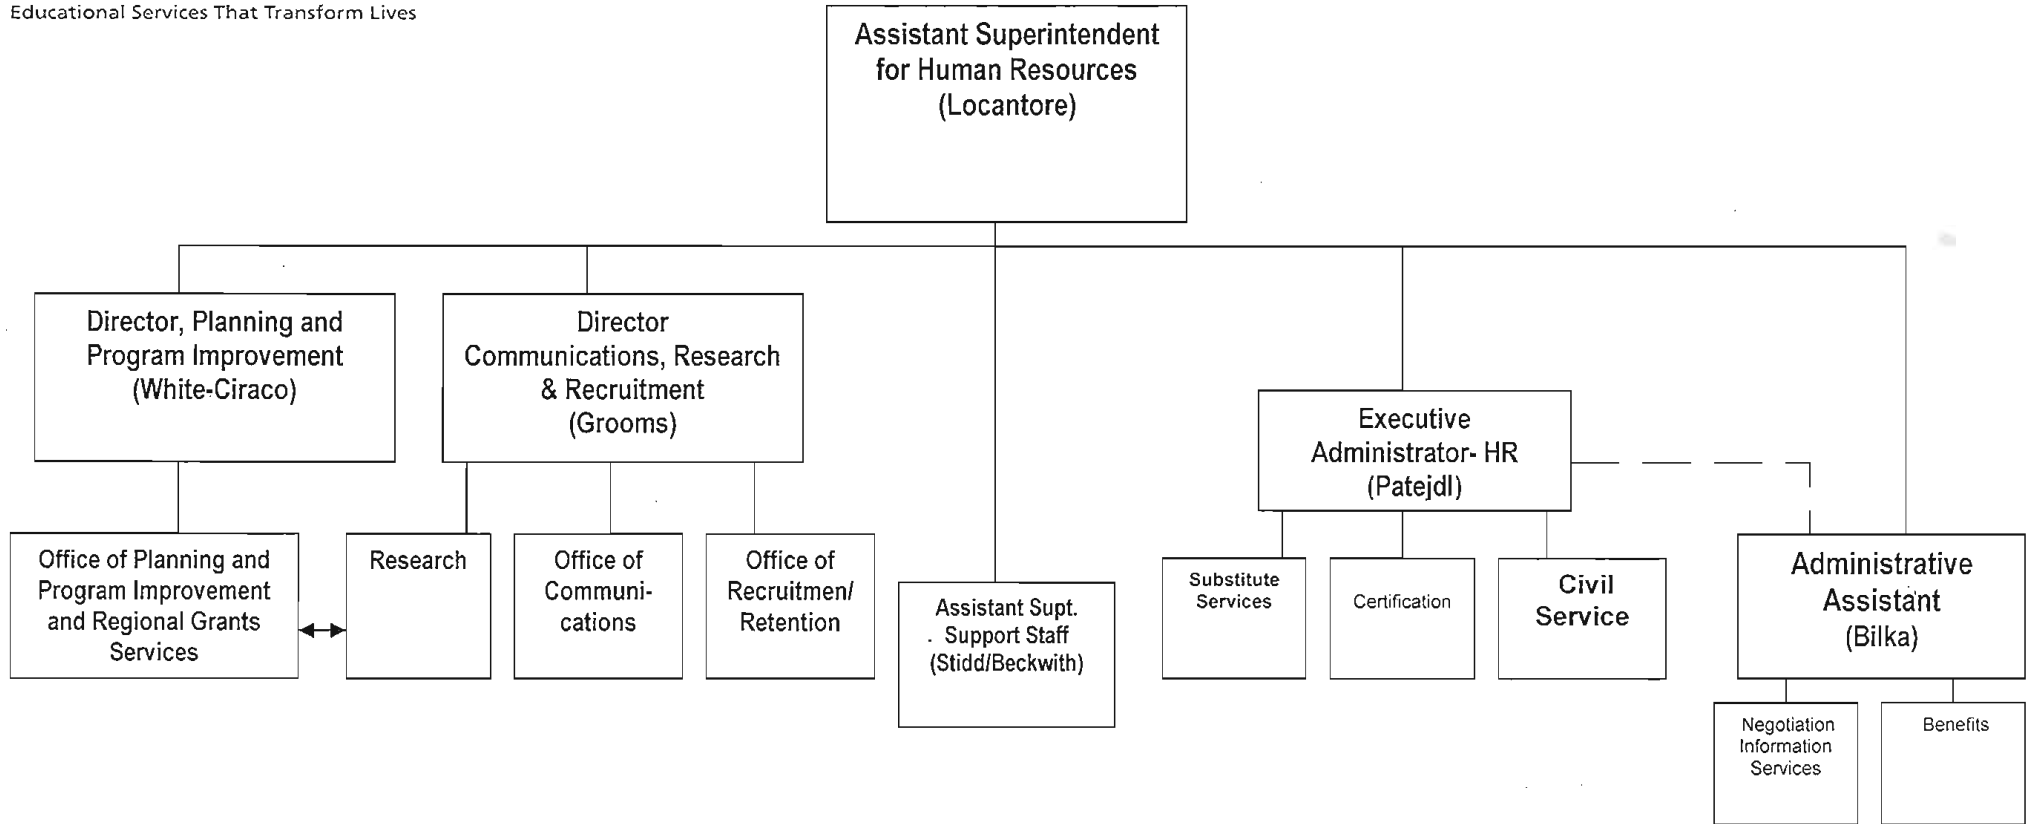 Educational Services That Transform Lives
Assistant Superintendent
for Human Resources
(Locantore)
Director, Planning and
Program Improvement
(White-Ciraco)
Director
Communications, Research
& Recruitment
(Grooms)
Executive
Administrator- HR
(Patejdl)
Office of Planning and
Program Improvement
and Regional Grants
Services
Research
Office of
Communi-
cations
Office of
Recruitmen/
Retention
Assistant Supt.
Support Staff
(Stidd/Beckwith)
Substitute
Services
Certification
Civil
Service
Administrative
Assistant
(Bilka)
Negotiation
Information
Services
Benefits